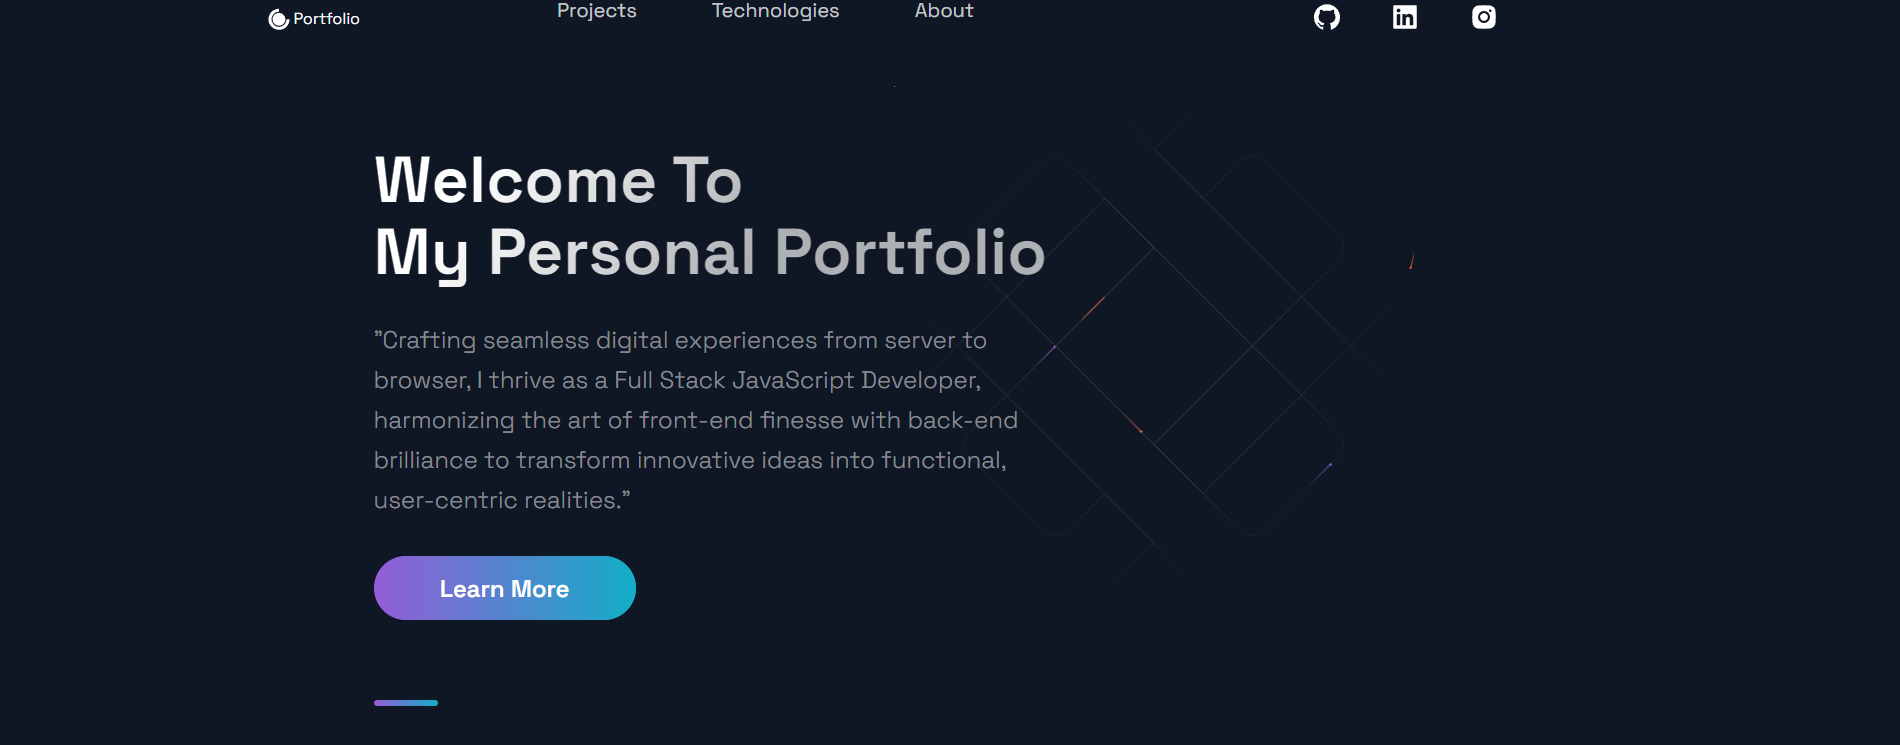 Portfolio
Projects
Technologies
About
Welcome To
My Personal Portfolio
"Crafting seamless digital experiences from server to
browser, I thrive as a Full Stack JavaScript Developer,
harmonizing the art of front-end finesse with back-end
brilliance to transform innovative ideas into functional,
user-centric realities."
Learn More